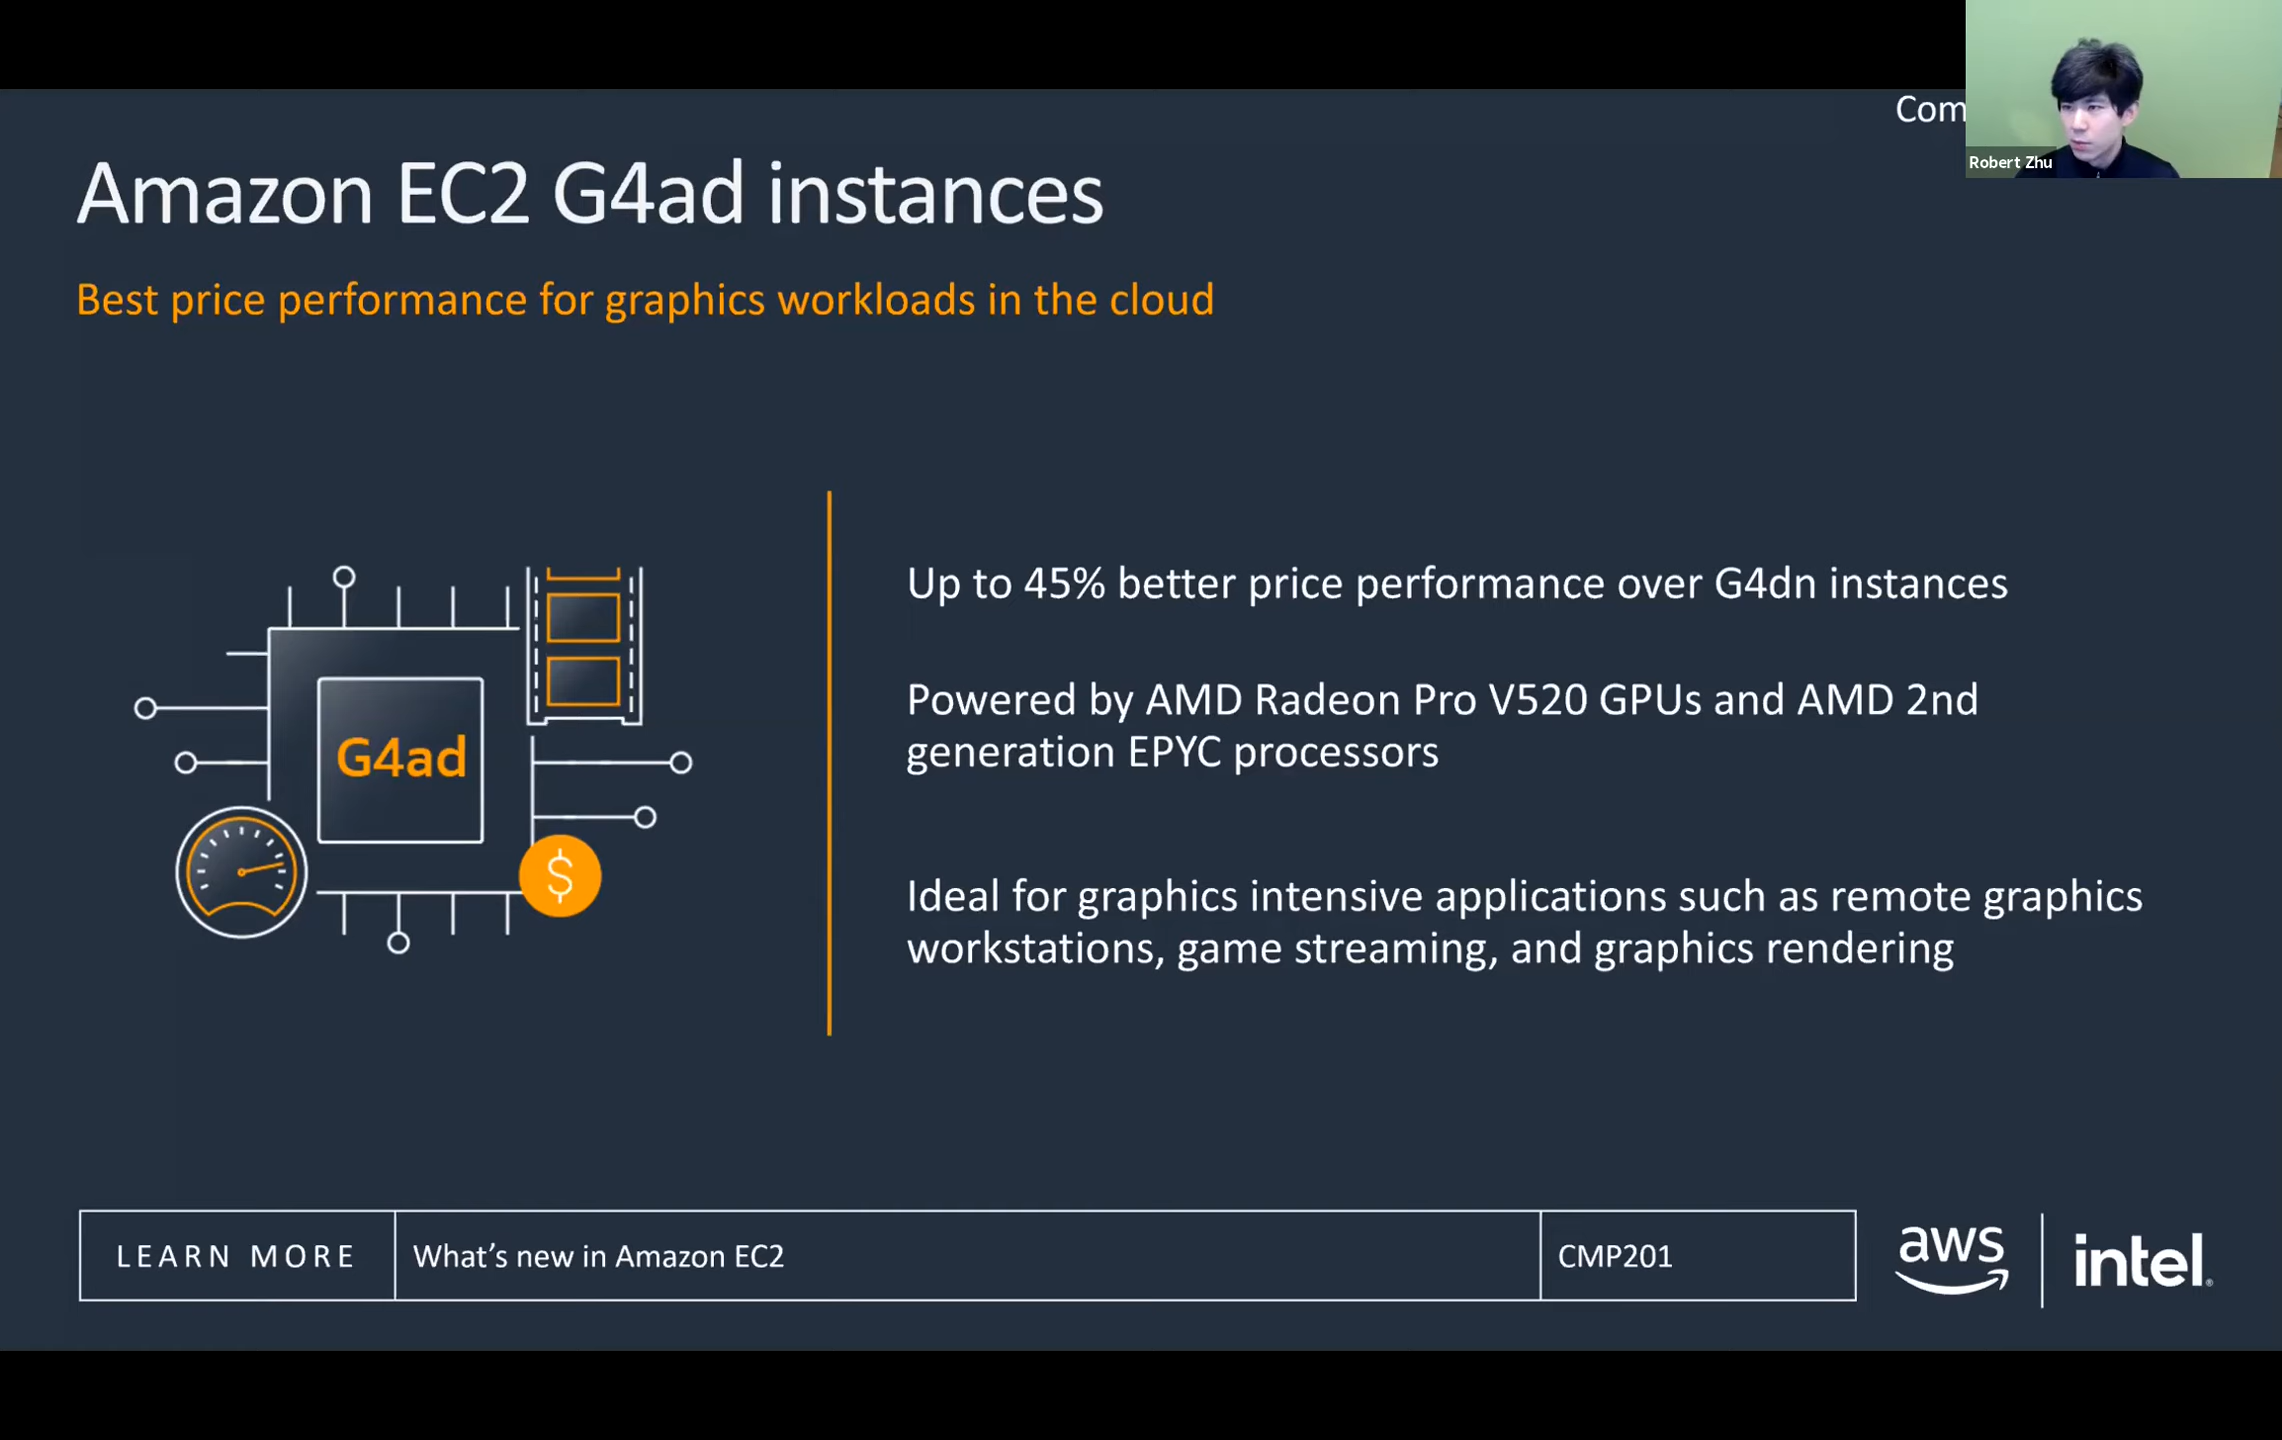 Com
Robert Zhu
Amazon EC2 G4ad instances
Best price performance for graphics workloads in the cloud
G4ad
$
Up to 45% better price performance over G4dn instances
Powered by AMD Radeon Pro V520 GPUs and AMD 2nd
generation EPYC processors
Ideal for graphics intensive applications such as remote graphics
workstations, game streaming, and graphics rendering
LEARN MORE
What’s new in Amazon EC2
CMP201
aws
intel®